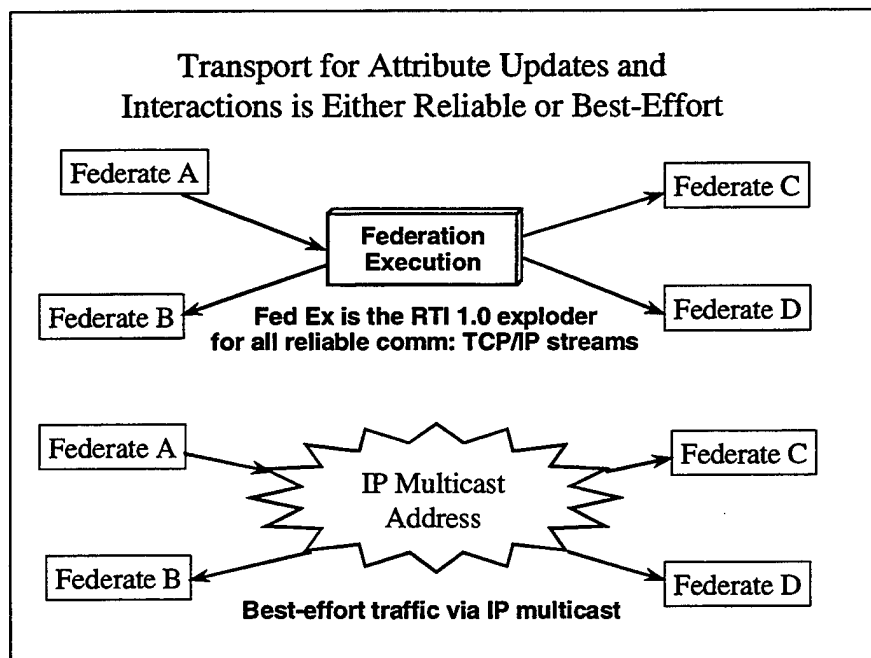 Transport for Attribute Updates and
Interactions is Either Reliable or Best-Effort
Federate A
Federate C
Federation
Execution
Federate B
Federate D
Fed Ex is the RTI 1.0 exploder
for all reliable comm: TCP/IP streams
Federate A
Federate C
IP Multicast
Address
Federate B
Federate D
Best-effort traffic via IP multicast